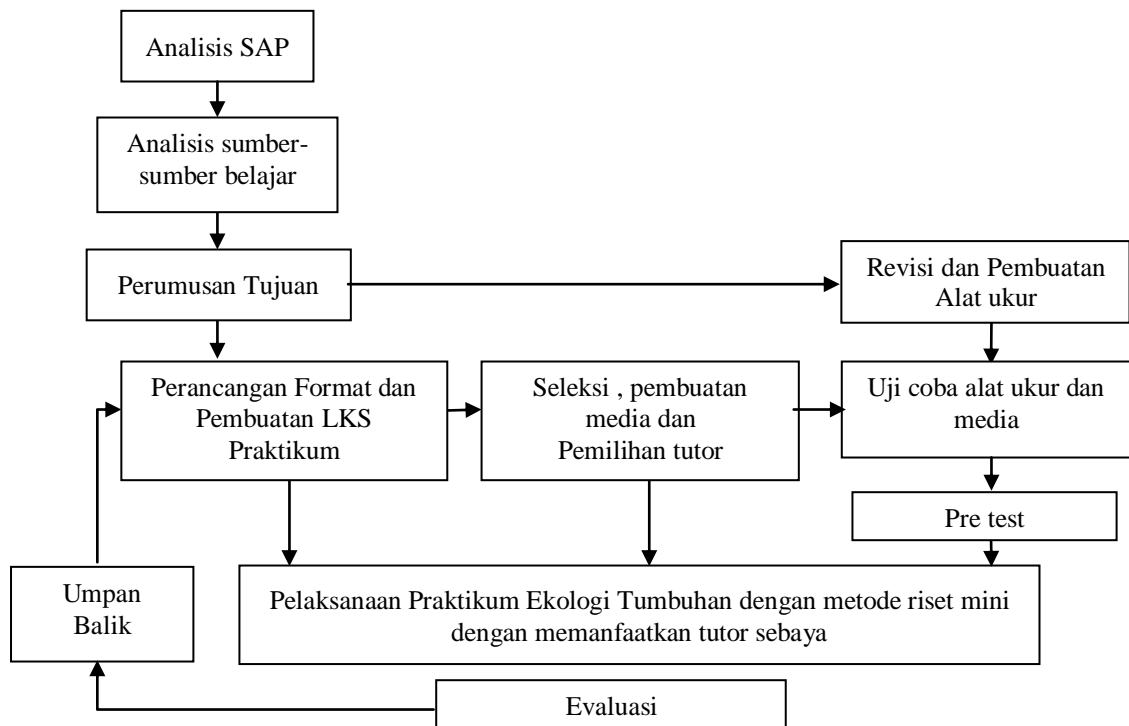 Analisis SAP
Analisis sumber-
sumber belajar
Perumusan Tujuan
Revisi dan Pembuatan
Alat ukur
Perancangan Format dan
Pembuatan LKS
Praktikum
Seleksi , pembuatan
media dan
Pemilihan tutor
Uji coba alat ukur dan
media
Pre test
Umpan
Balik
Pelaksanaan Praktikum Ekologi Tumbuhan dengan metode riset mini
dengan memanfaatkan tutor sebaya
Evaluasi